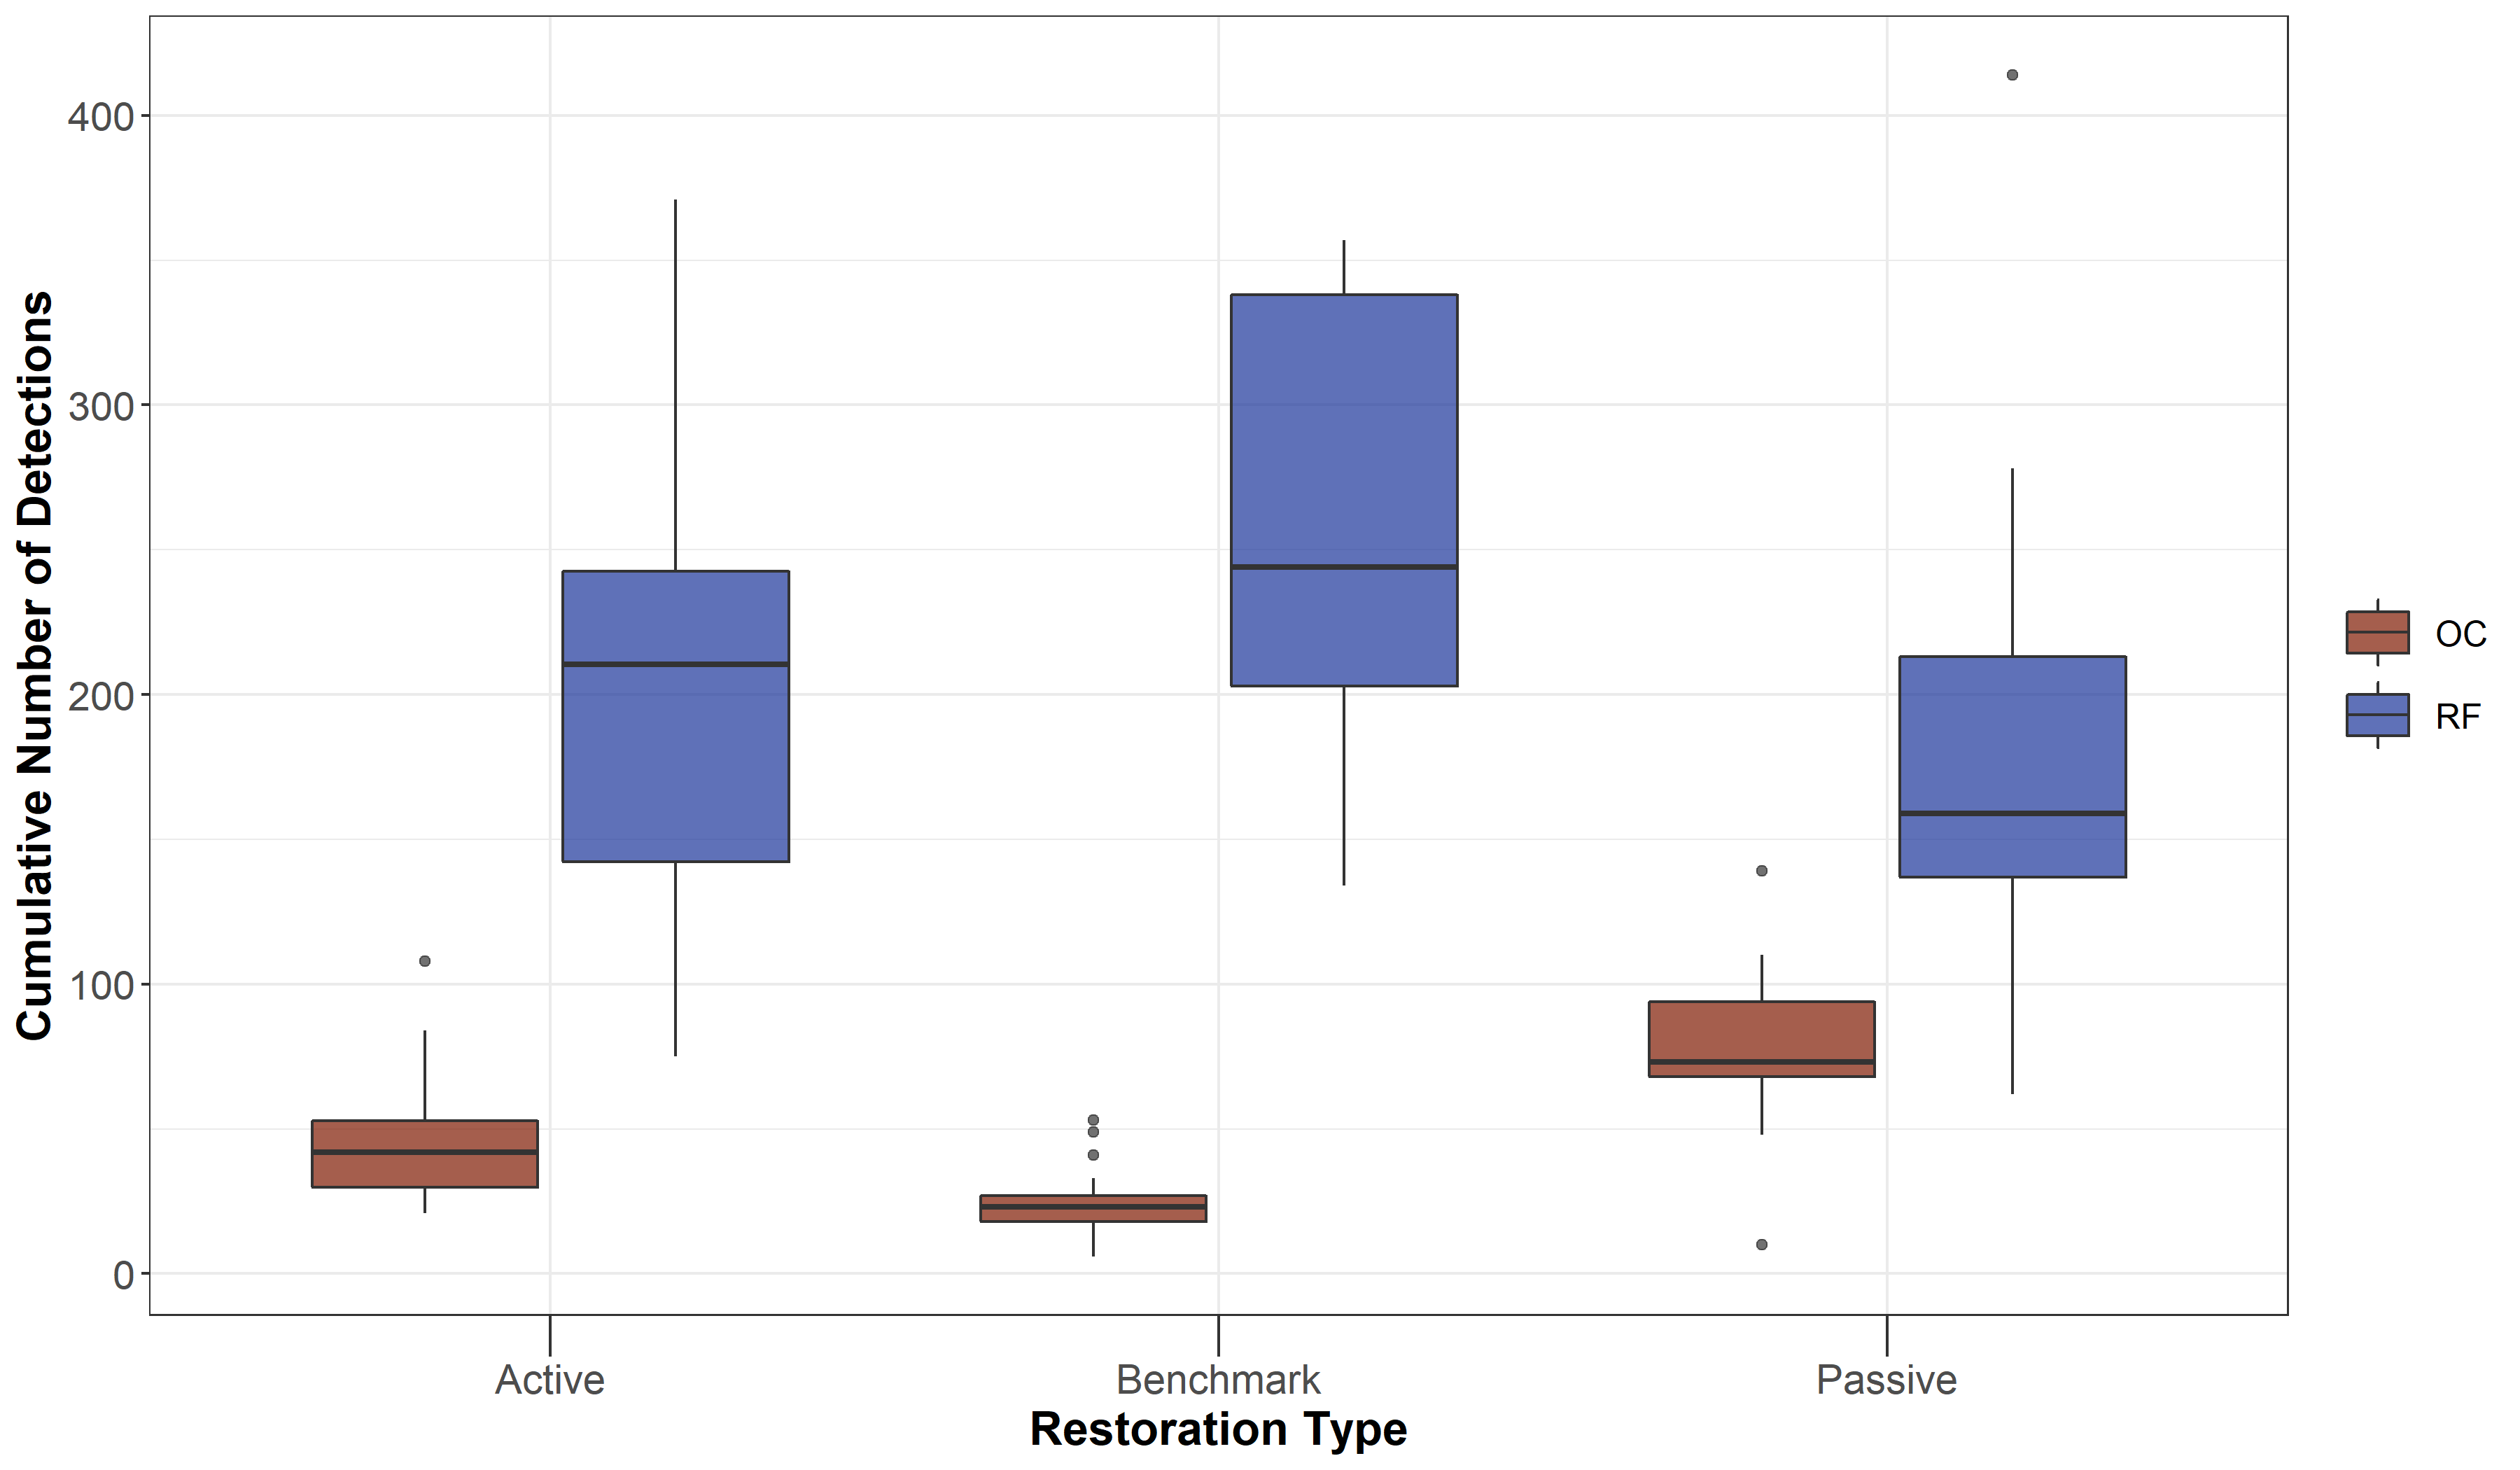 Cumulative Number of Detections
400
300
200
100
0
Active
Benchmark
Passive
Restoration Type
OC
RF